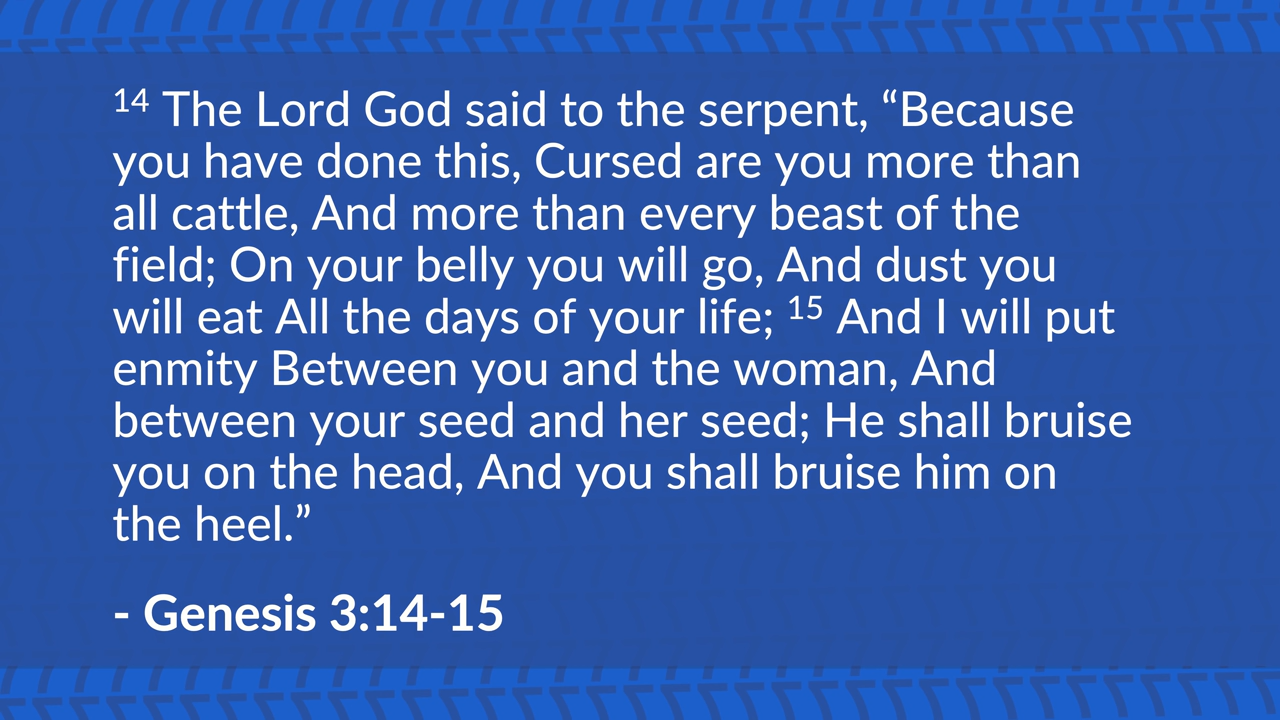 14 The Lord God said to the serpent, “Because
you have done this, Cursed are you more than
all cattle, And more than every beast of the
field; On your belly you will go, And dust you
will eat All the days of your life; 15 And I will put
enmity Between you and the woman, And
between your seed and her seed; He shall bruise
you on the head, And you shall bruise him on
the heel.”
- Genesis 3:14-15